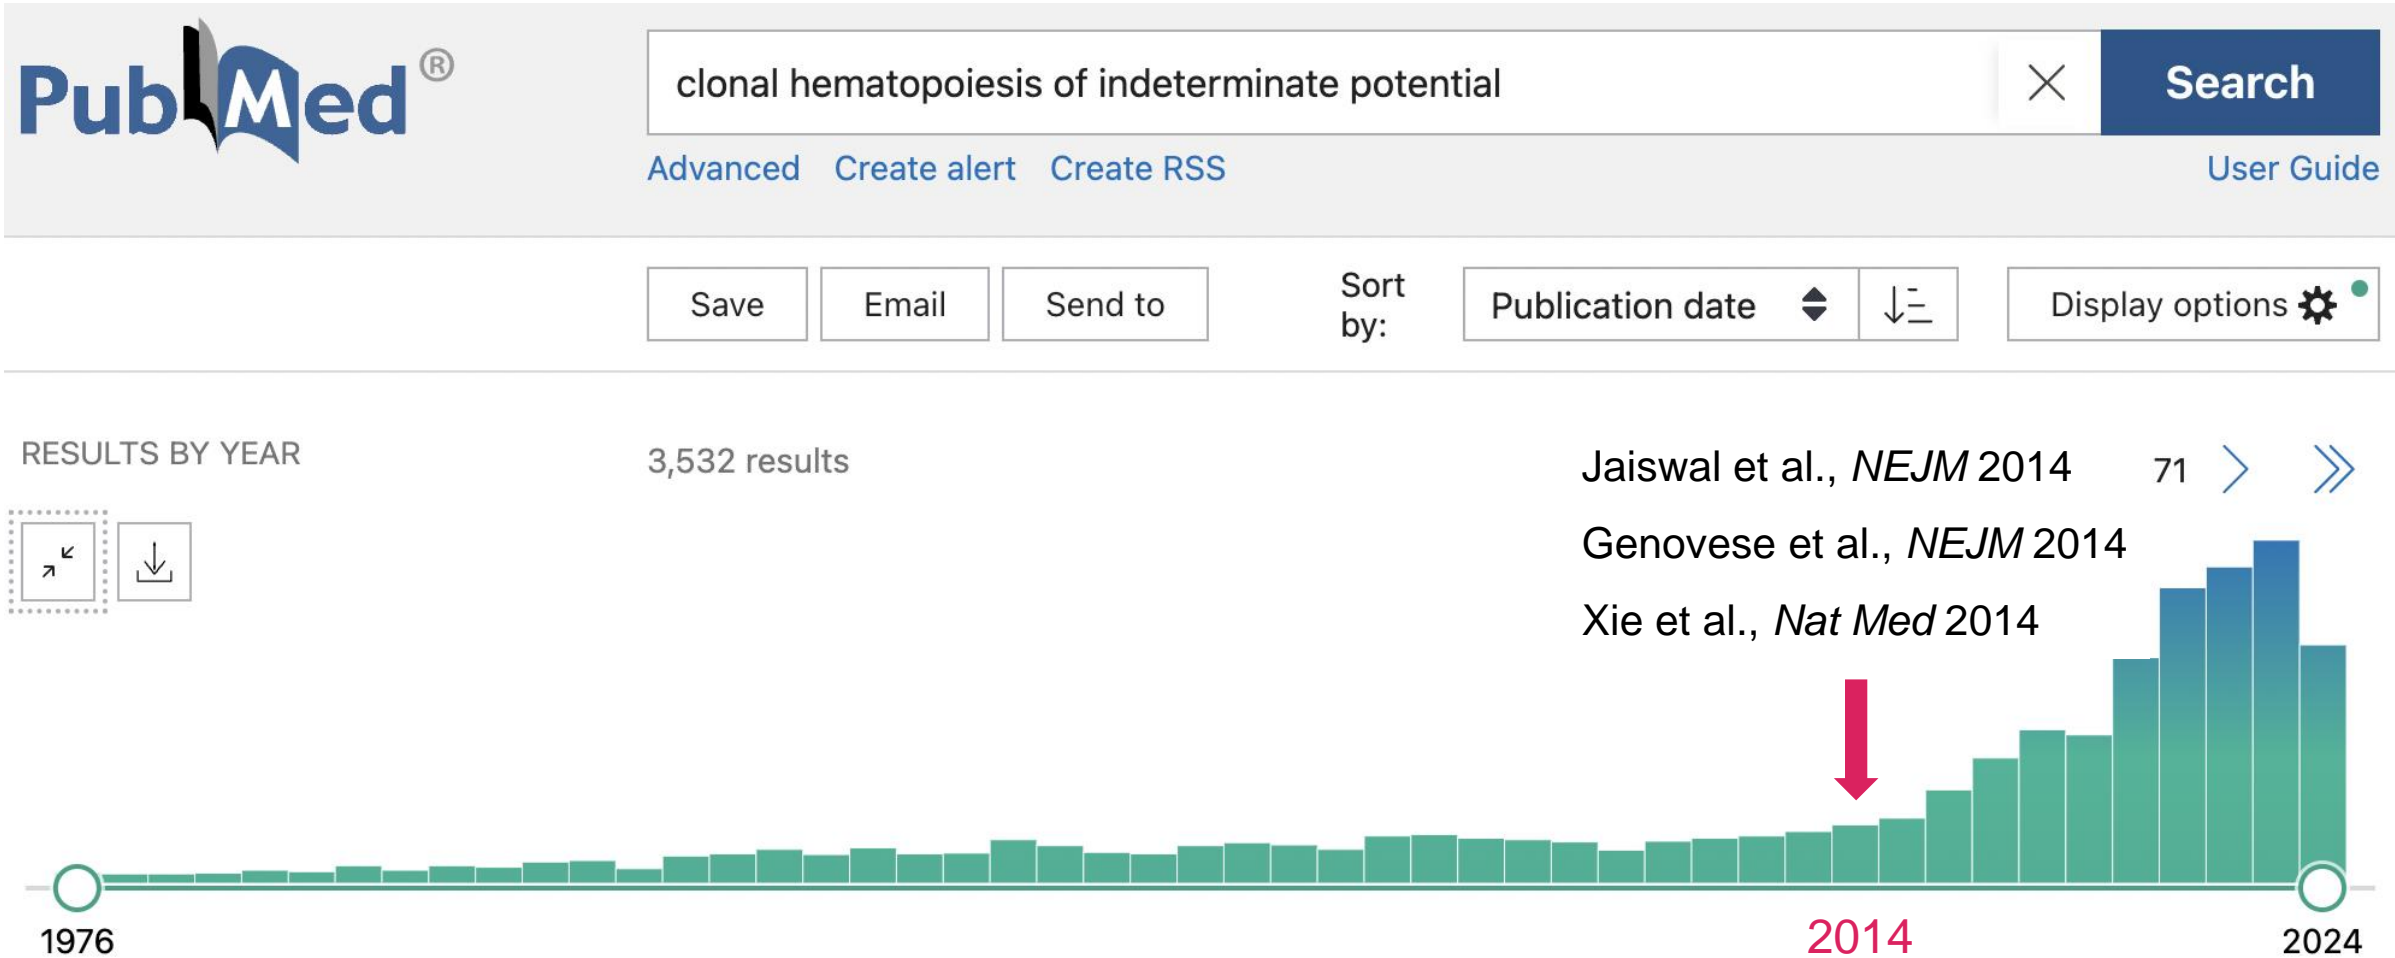 PubMed®
clonal hematopoiesis of indeterminate potential
Search
Advanced Create alert Create RSS
User Guide
Save
Email
Send to
Sort
by:
Publication date
Display options
RESULTS BY YEAR
3,532 results
71
Jaiswal et al., NEJM 2014
Genovese et al., NEJM 2014
Xie et al., Nat Med 2014
1976
2014
2024